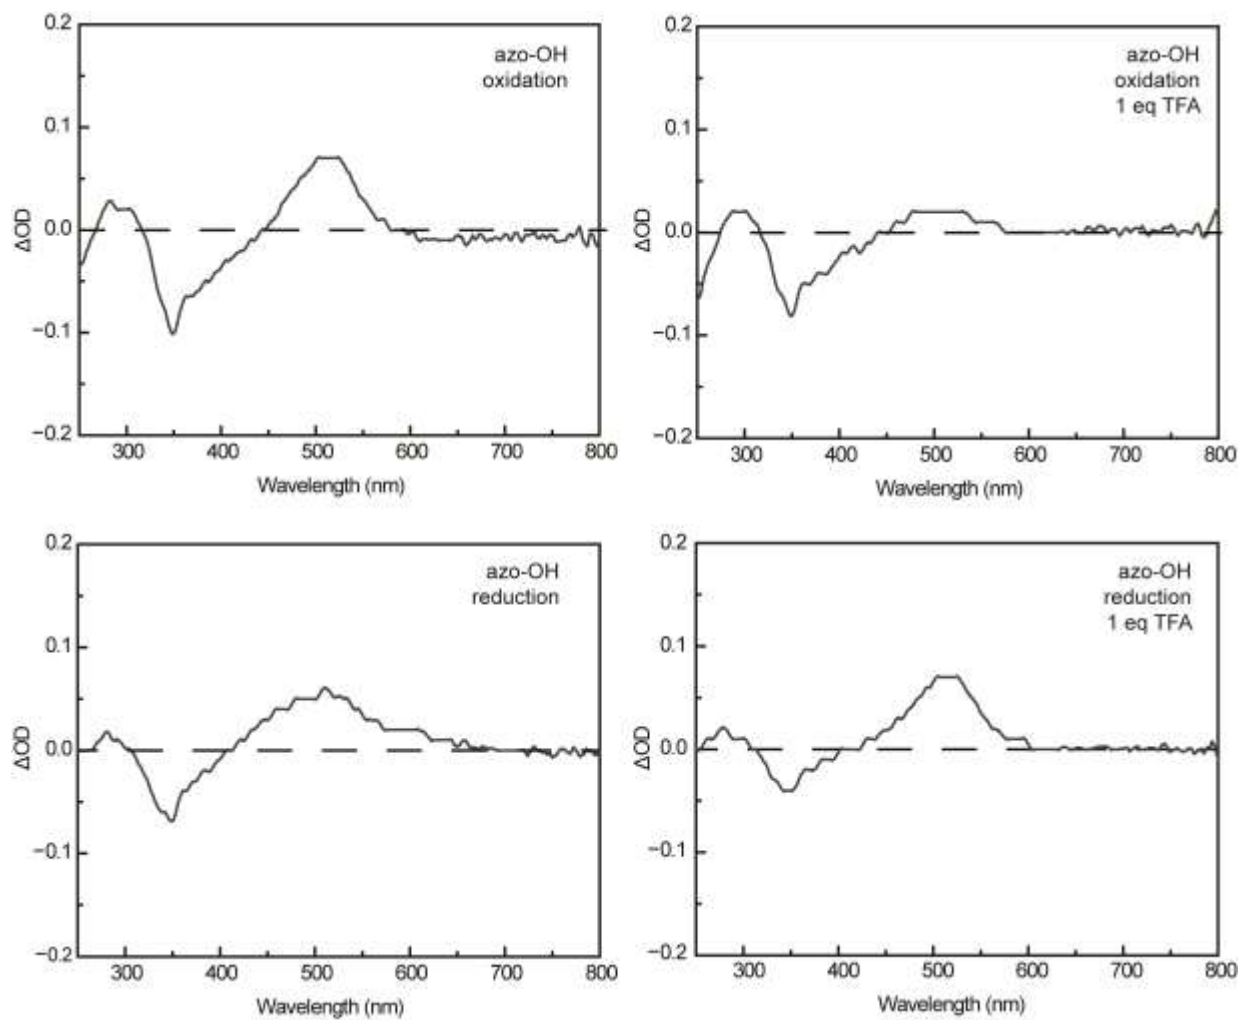 0.2
0.1
0.0
−0.1
−0.2
ΔOD
azo-OH
oxidation
300 400 500 600 700 800
Wavelength (nm)
0.2
0.1
0.0
−0.1
−0.2
ΔOD
azo-OH
oxidation
1 eq TFA
300 400 500 600 700 800
Wavelength (nm)
0.2
0.1
0.0
−0.1
−0.2
ΔOD
azo-OH
reduction
300 400 500 600 700 800
Wavelength (nm)
0.2
0.1
0.0
−0.1
−0.2
ΔOD
azo-OH
reduction
1 eq TFA
300 400 500 600 700 800
Wavelength (nm)